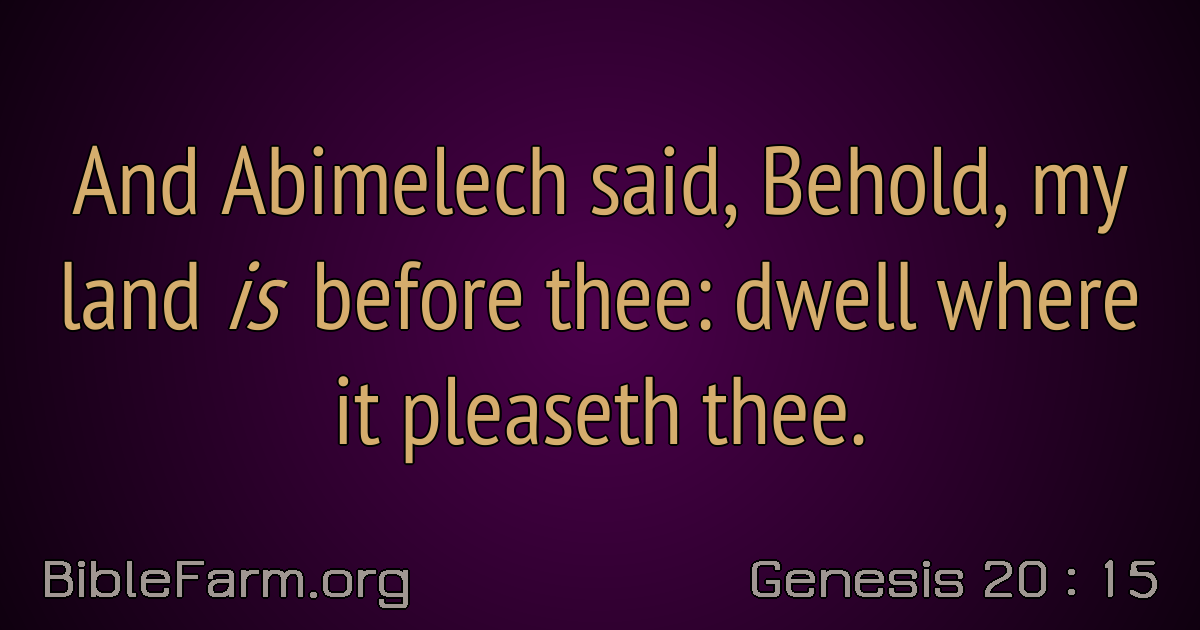 And Abimelech said, Behold, my
land is before thee: dwell where
it pleaseth thee.
BibleFarm.org
Genesis 20 : 15